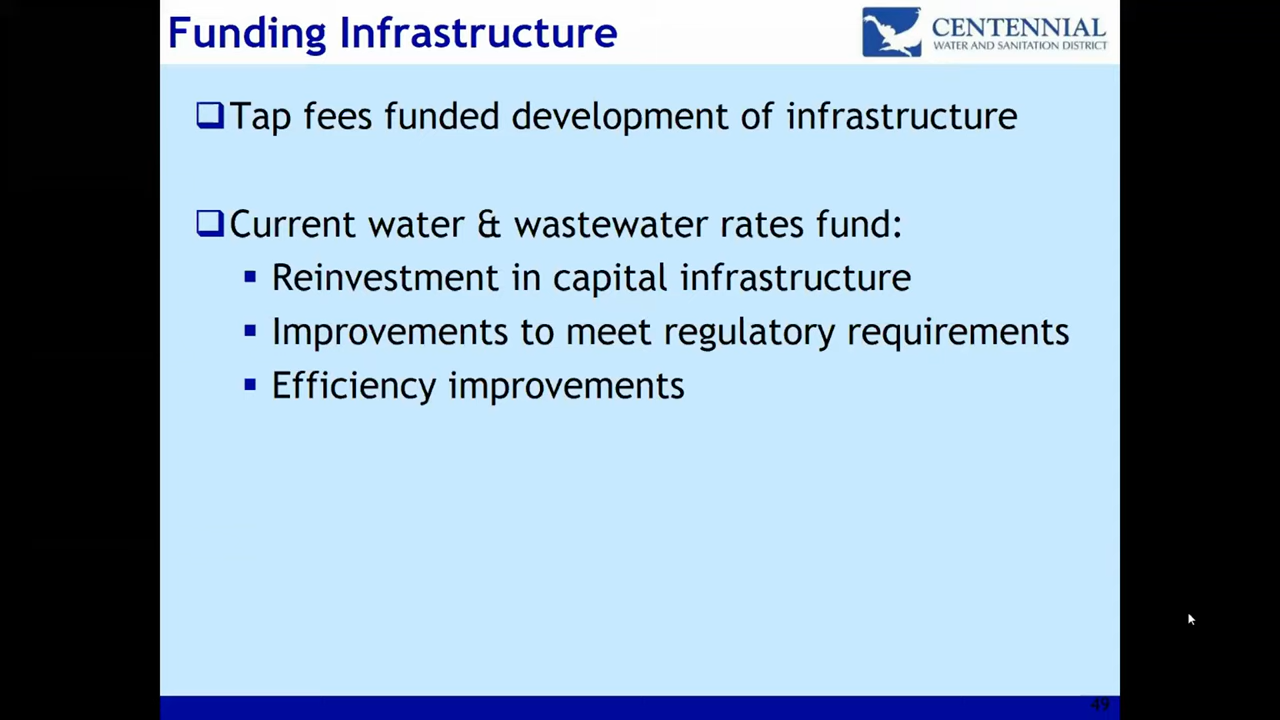 Funding Infrastructure
CENTENNIAL
WATER AND SANITATION DISTRICT
Tap fees funded development of infrastructure
Current water & wastewater rates fund:
Reinvestment in capital infrastructure
Improvements to meet regulatory requirements
Efficiency improvements
49